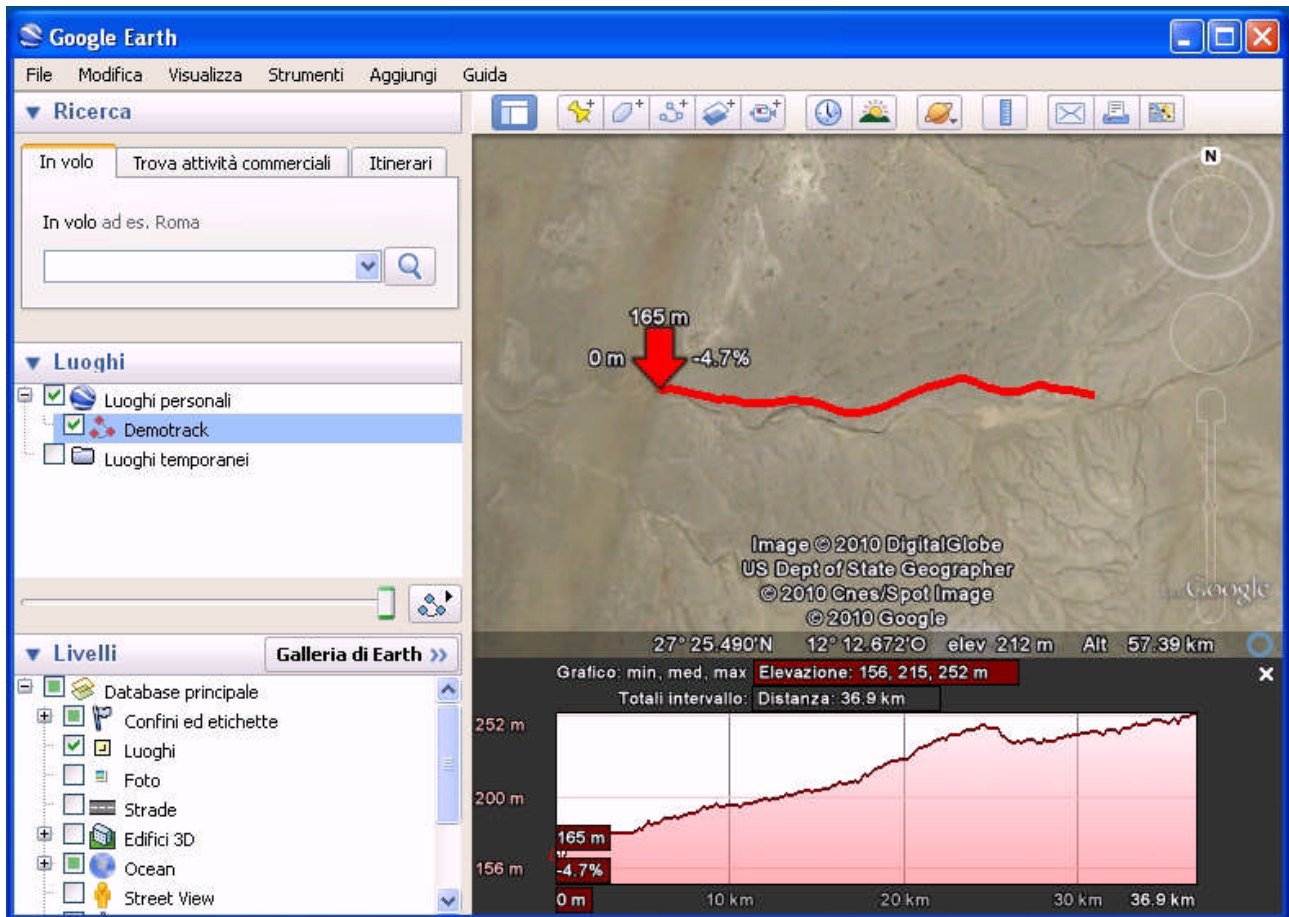 Google Earth
File Modifica Visualizza Strumenti Aggiungi Guida
Ricerca
In volo Trova attività commerciali Itinerari
In volo ad es. Roma
Luoghi
Luoghi personali
Demotrack
Luoghi temporanei
Livelli
Galleria di Earth >>
Database principale
Confini ed etichette
Luoghi
Foto
Strade
Edifici 3D
Ocean
Street View
N
165 m
0 m -4.7%
Image © 2010 DigitalGlobe
US Dept of State Geographer
© 2010 Cnes/Spot Image
© 2010 Google
Google
27° 25.490'N 12° 12.672'O elev 212 m Alt 57.39 km
Grafico: min, med, max Elevazione: 156, 215, 252 m
Totali intervallo: Distanza: 36.9 km
252 m
200 m
156 m
165 m
-4.7%
0 m 10 km 20 km 30 km 36.9 km